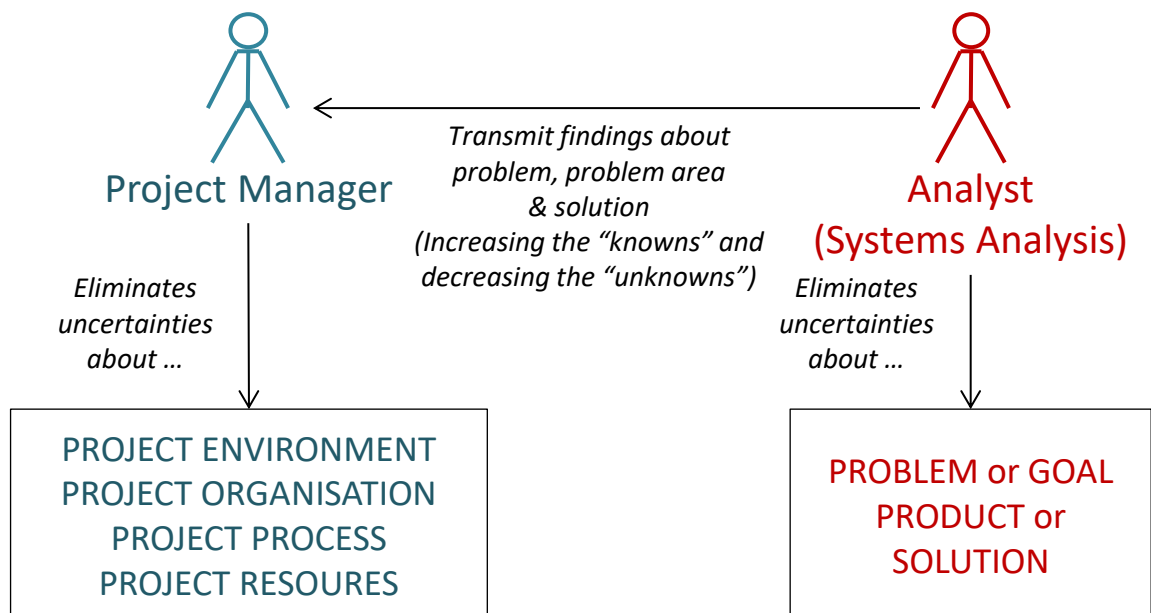 Transmit findings about
problem, problem area
& solution
(Increasing the “knowns” and
decreasing the “unknowns”)
Project Manager
Analyst
(Systems Analysis)
Eliminates
uncertainties
about …
Eliminates
uncertainties
about …
PROJECT ENVIRONMENT
PROJECT ORGANISATION
PROJECT PROCESS
PROJECT RESOURES
PROBLEM or GOAL
PRODUCT or
SOLUTION